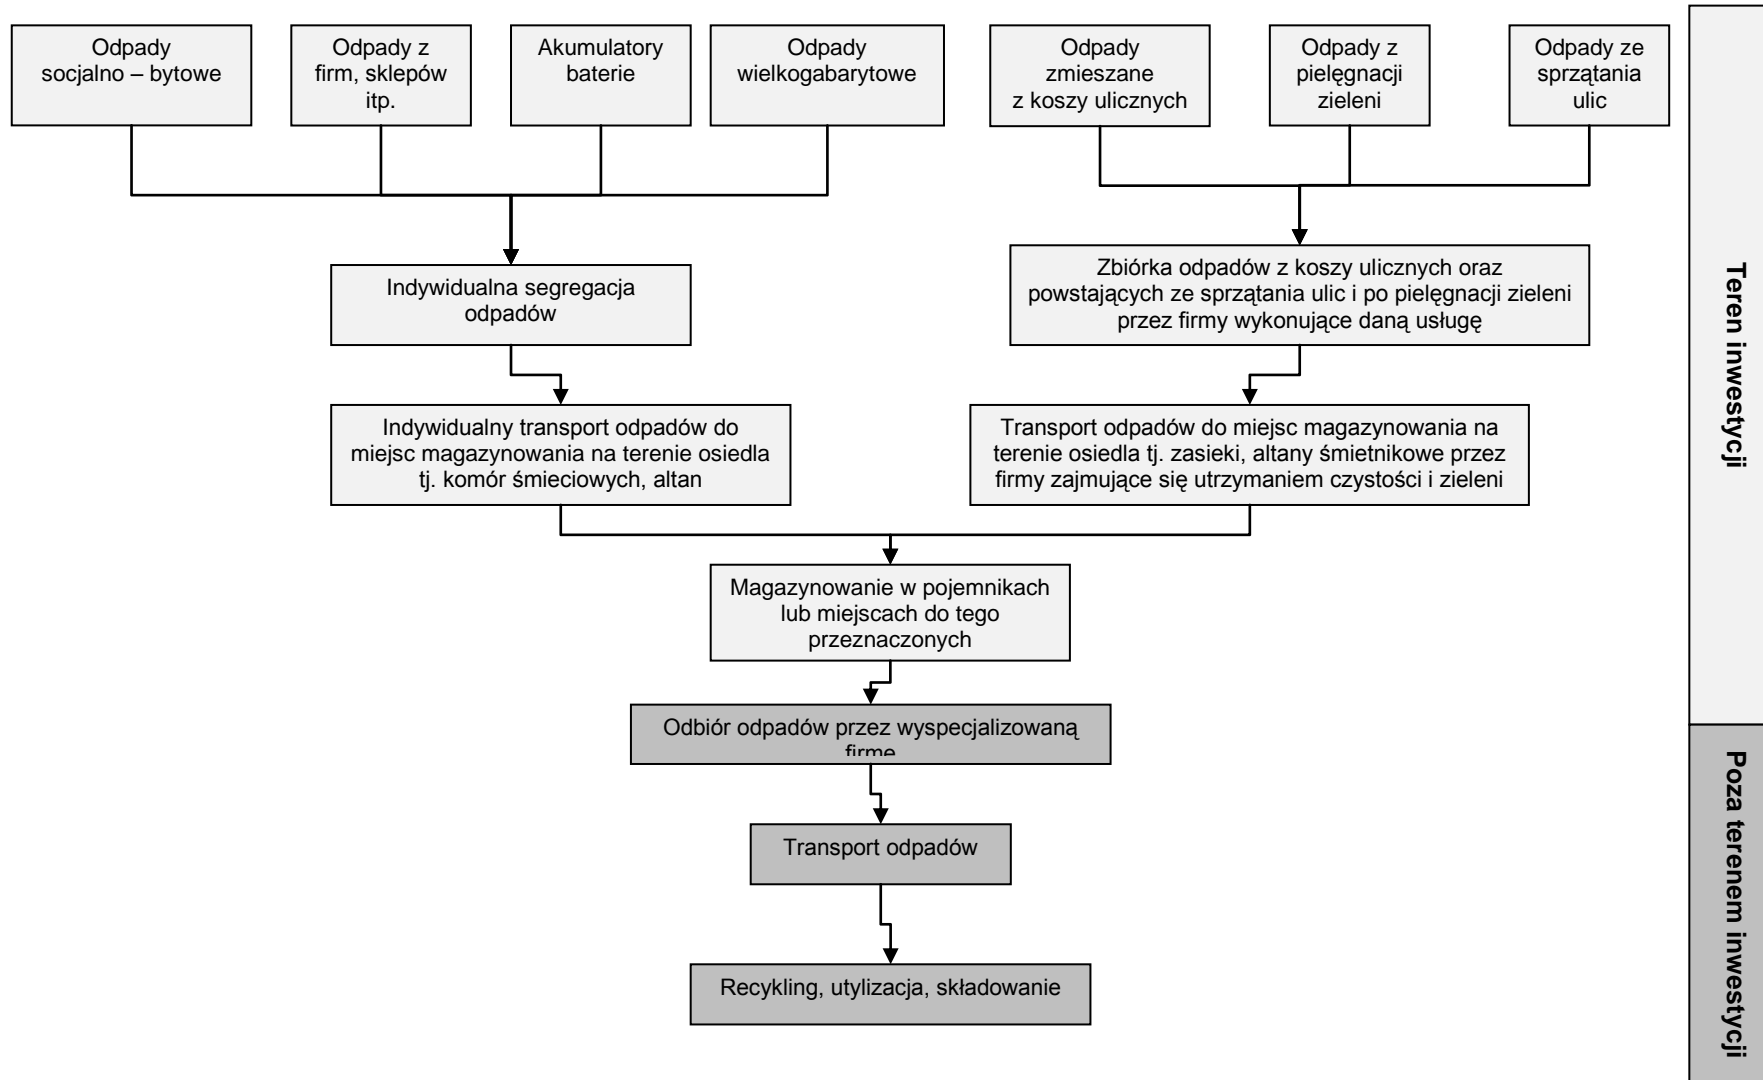 Odpady
socjalno – bytowe
Odpady z
firm, sklepów
itp.
Akumulatory
baterie
Odpady
wielkogabarytowe
Odpady
zmieszane
z koszy ulicznych
Odpady z
pielęgnacji
zieleni
Odpady ze
sprzątania
ulic
Indywidualna segregacja
odpadów
Zbiórka odpadów z koszy ulicznych oraz
powstających ze sprzątania ulic i po pielęgnacji zieleni
przez firmy wykonujące daną usługę
Indywidualny transport odpadów do
miejsc magazynowania na terenie osiedla
tj. komór śmieciowych, altan
Transport odpadów do miejsc magazynowania na
terenie osiedla tj. zasieki, altany śmietnikowe przez
firmy zajmujące się utrzymaniem czystości i zieleni
Magazynowanie w pojemnikach
lub miejscach do tego
przeznaczonych
Odbiór odpadów przez wyspecjalizowaną
firmę
Transport odpadów
Recykling, utylizacja, składowanie
Teren inwestycji
Poza terenem inwestycji